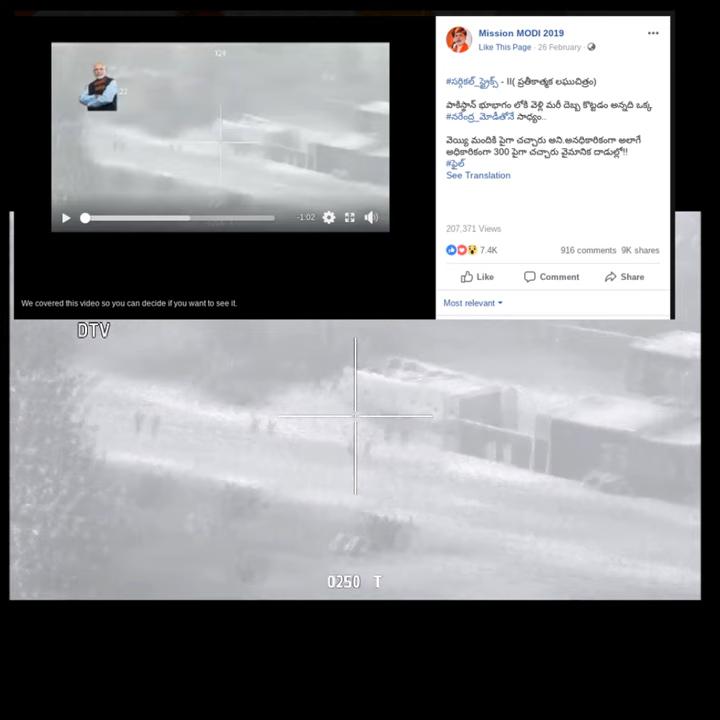 Mission MODI 2019
Like This Page · 26 February ·
#సర్జికల్_స్ట్రైక్స్ - II( ప్రతీకాత్మక లఘుచిత్రం)
పాకిస్థాన్ భూభాగం లోకి వెళ్లి మరీ దెబ్బ కొట్టడం అన్నది ఒక్క
#నరేంద్ర_మోడీతోనే సాధ్యం..
వెయ్యి మందికి పైగా చచ్చారు అని.అనధికారికంగా అలాగే
అధికారికంగా 300 పైగా చచ్చారు వైమానిక దాడుల్లో!!
#ఫైల్
See Translation
207,371 Views
7.4K 916 comments 9K shares
Like Comment Share
Most relevant
-1:02
We covered this video so you can decide if you want to see it.
DTV
0250 T